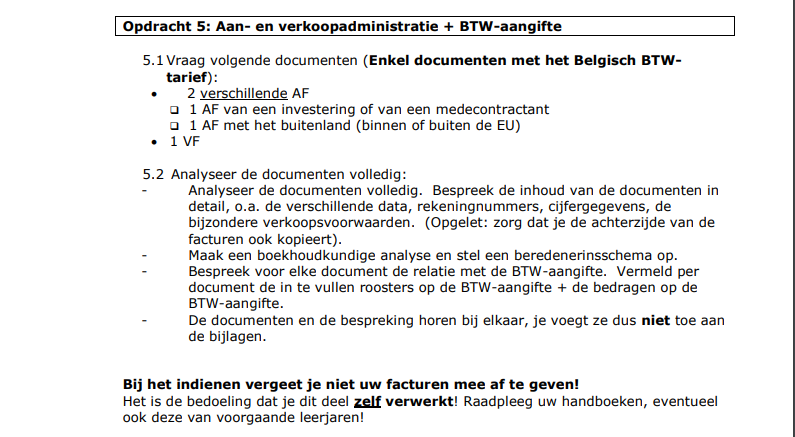 Opdracht 5: Aan- en verkoopadministratie + BTW-aangifte
5.1 Vraag volgende documenten (Enkel documenten met het Belgisch BTW-
tarief):
• 2 verschillende AF
❑ 1 AF van een investering of van een medecontractant
❑ 1 AF met het buitenland (binnen of buiten de EU)
• 1 VF
5.2 Analyseer de documenten volledig:
- Analyseer de documenten volledig. Bespreek de inhoud van de documenten in
detail, o.a. de verschillende data, rekeningnummers, cijfergegevens, de
bijzondere verkoopsvoorwaarden. (Opgelet: zorg dat je de achterzijde van de
facturen ook kopieert).
- Maak een boekhoudkundige analyse en stel een beredenerinsschema op.
- Bespreek voor elke document de relatie met de BTW-aangifte. Vermeld per
document de in te vullen roosters op de BTW-aangifte + de bedragen op de
BTW-aangifte.
- De documenten en de bespreking horen bij elkaar, je voegt ze dus niet toe aan
de bijlagen.
Bij het indienen vergeet je niet uw facturen mee af te geven!
Het is de bedoeling dat je dit deel zelf verwerkt! Raadpleeg uw handboeken, eventueel
ook deze van voorgaande leerjaren!